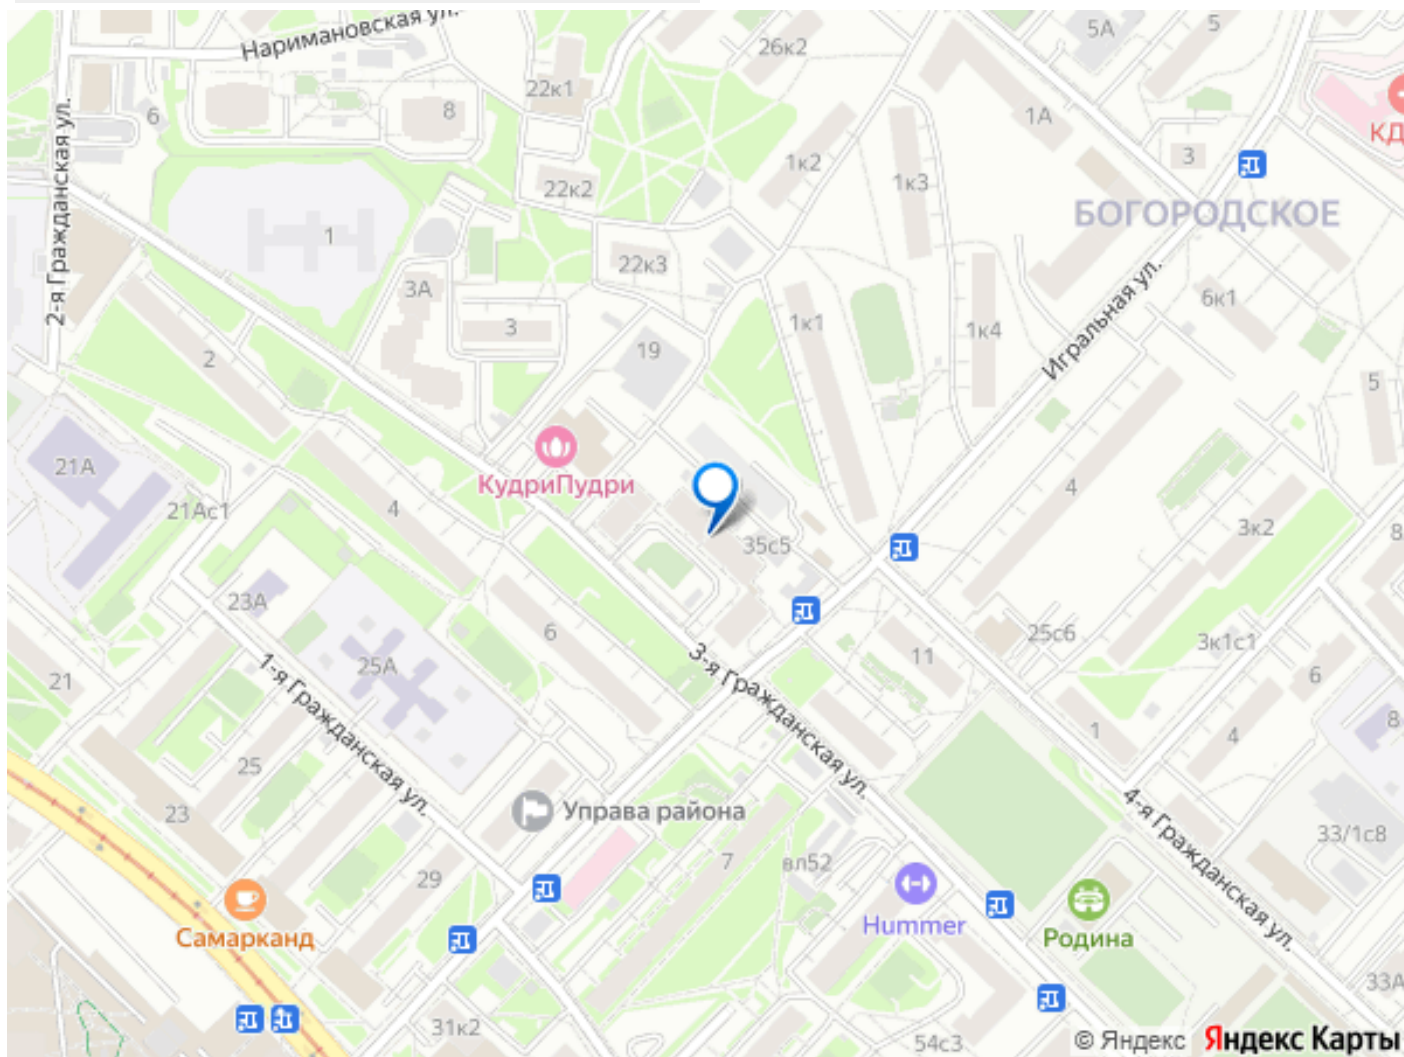 Наримановская ул.
26к2
5А
5
22к1
6
8
1А
КД
2-я Гражданская ул.
1к2
3
22к2
1к3
БОГОРОДСКОЕ
1
22к3
3А
6к1
Игральная ул.
3
1к1
1к4
2
19
5
21А
КудриПудри
4
21Ас1
4
3к2
8
35с5
23А
6
25с6
3к1с1
11
25А
3-я Гражданская ул.
21
6
1-я Гражданская ул.
8
1
4
25
23
Управа района
4-я Гражданская ул.
33/1с8
7
вл52
29
Hummer
Самарканд
Родина
33А
31к2
54с3
© Яндекс Яндекс Карты